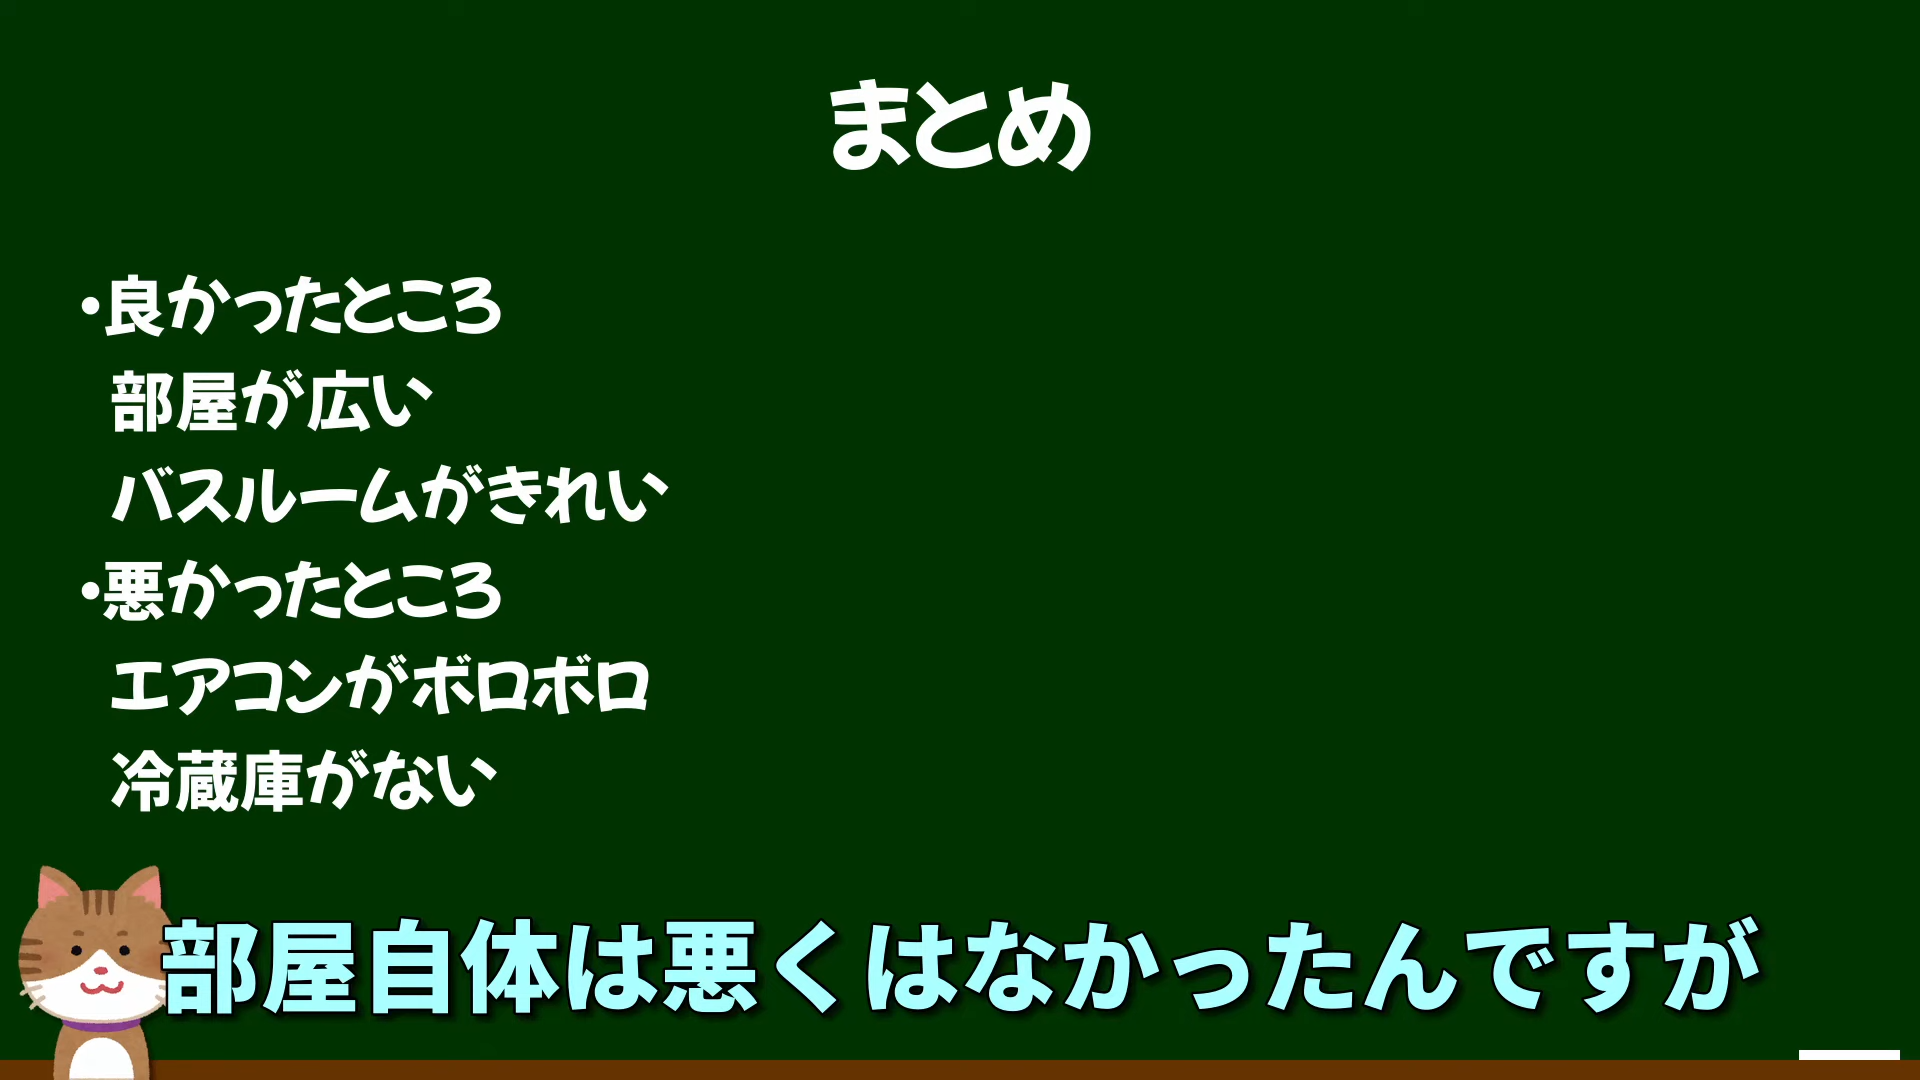 まとめ
•良かったところ
部屋が広い
バスルームがきれい
•悪かったところ
エアコンがボロボロ
冷蔵庫がない
部屋自体は悪くはなかったんですが